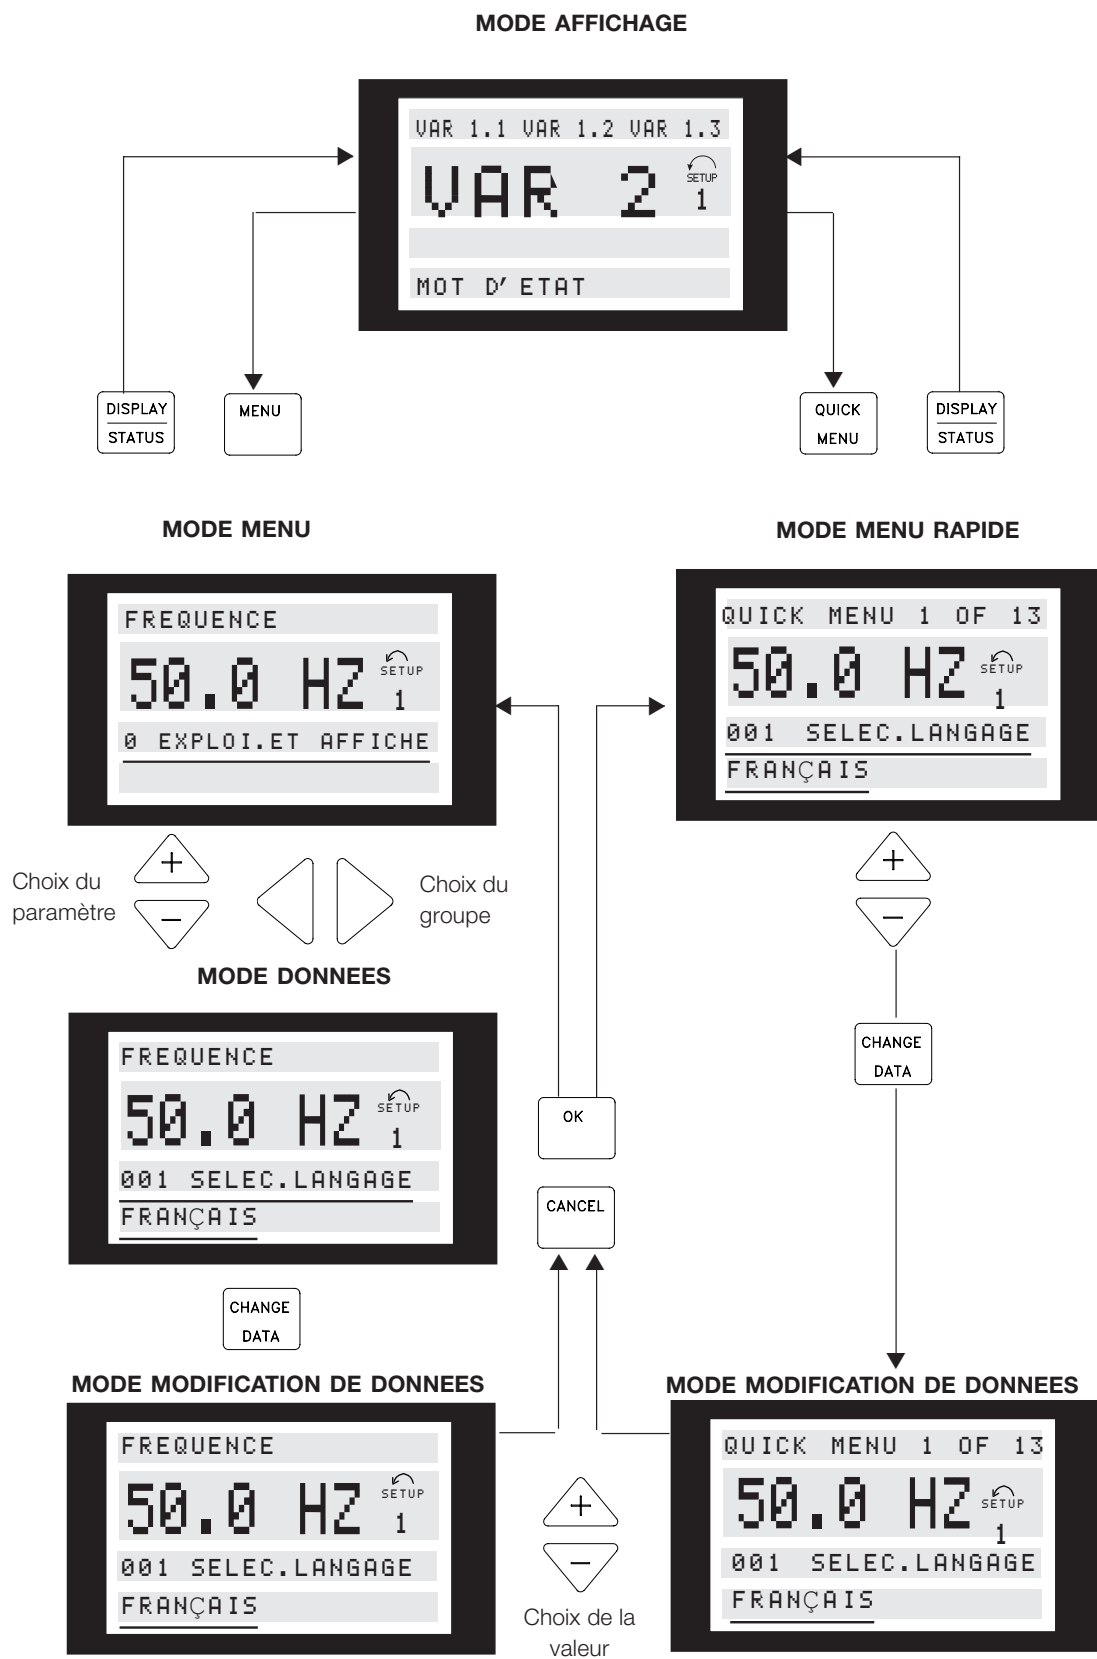 MODE AFFICHAGE
VAR 1.1 VAR 1.2 VAR 1.3
VAR 2
SETUP
1
MOT D' ETAT
DISPLAY
STATUS
MENU
QUICK
MENU
DISPLAY
STATUS
MODE MENU
FREQUENCE
50.0 HZ
SETUP
1
0 EXPLOI.ET AFFICHE
MODE MENU RAPIDE
QUICK MENU 1 OF 13
50.0 HZ
SETUP
1
001 SELEC.LANGAGE
FRANÇAIS
Choix du
paramètre
+
−
Choix du
groupe
+
−
MODE DONNEES
FREQUENCE
50.0 HZ
SETUP
1
001 SELEC.LANGAGE
FRANÇAIS
CHANGE
DATA
OK
CANCEL
CHANGE
DATA
MODE MODIFICATION DE DONNEES
FREQUENCE
50.0 HZ
SETUP
1
001 SELEC.LANGAGE
FRANÇAIS
+
−
Choix de la
valeur
MODE MODIFICATION DE DONNEES
QUICK MENU 1 OF 13
50.0 HZ
SETUP
1
001 SELEC.LANGAGE
FRANÇAIS